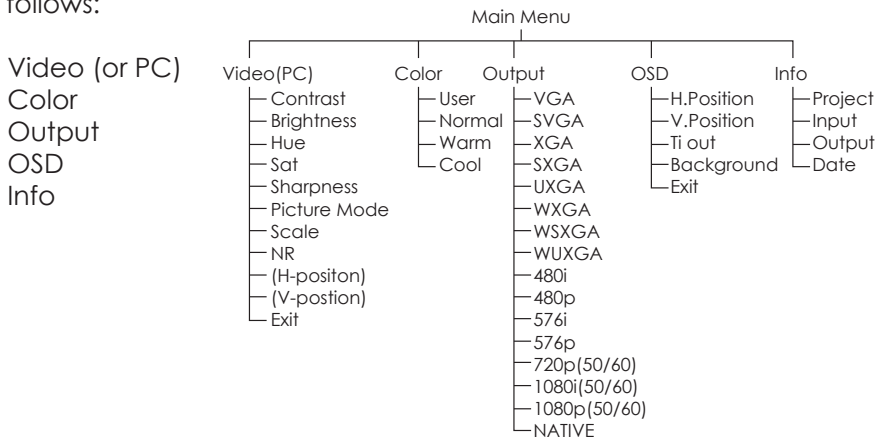 follows:
Video (or PC)
Color
Output
OSD
Info
Main Menu
Video(PC)
Contrast
Brightness
Hue
Sat
Sharpness
Picture Mode
Scale
NR
(H-positon)
(V-postion)
Exit
Color
User
Normal
Warm
Cool
Output
VGA
SVGA
XGA
SXGA
UXGA
WXGA
WSXGA
WUXGA
480i
480p
576i
576p
720p(50/60)
1080i(50/60)
1080p(50/60)
NATIVE
OSD
H.Position
V.Position
Ti out
Background
Exit
Info
Project
Input
Output
Date